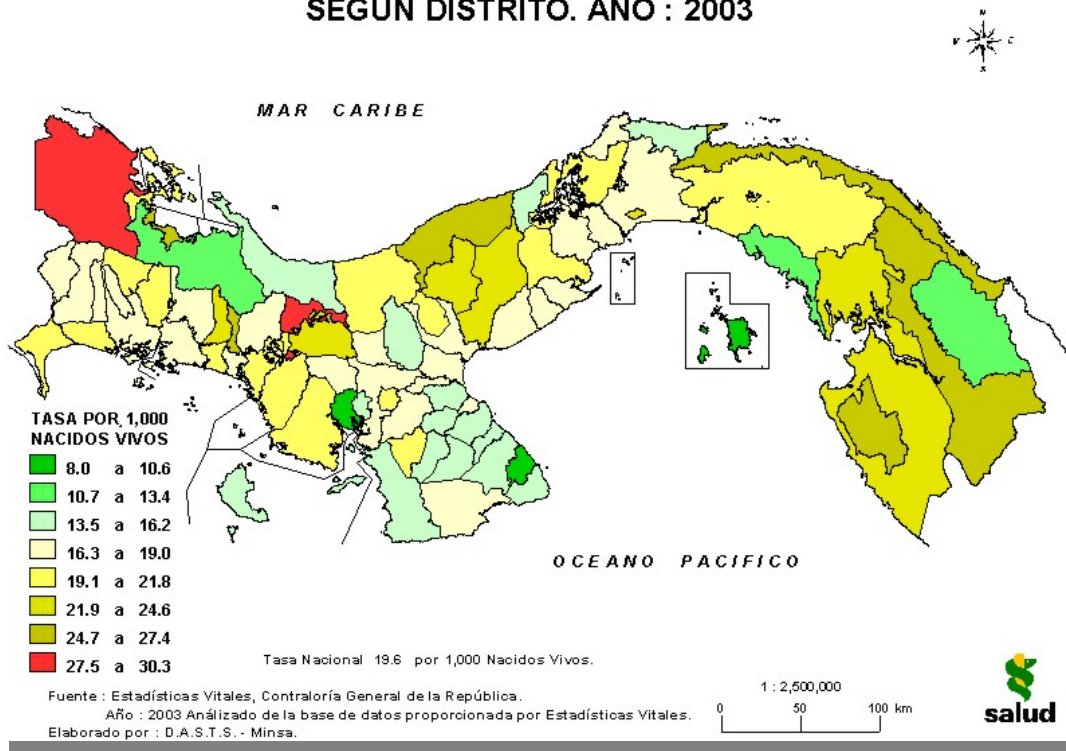 SEGÚN DISTRITO. AÑO : 2003
N
V E
S
MAR CARIBE
TASA POR 1,000
NACIDOS VIVOS
8.0 a 10.6
10.7 a 13.4
13.5 a 16.2
16.3 a 19.0
19.1 a 21.8
21.9 a 24.6
24.7 a 27.4
27.5 a 30.3
OCEANO PACIFICO
Tasa Nacional 19.6 por 1,000 Nacidos Vivos.
Fuente : Estadísticas Vitales, Contraloría General de la República.
Año : 2003 Análizado de la base de datos proporcionada por Estadísticas Vitales.
Elaborado por : D.A.S.T.S. - Minsa.
1 : 2,500,000
0 50 100 km
salud